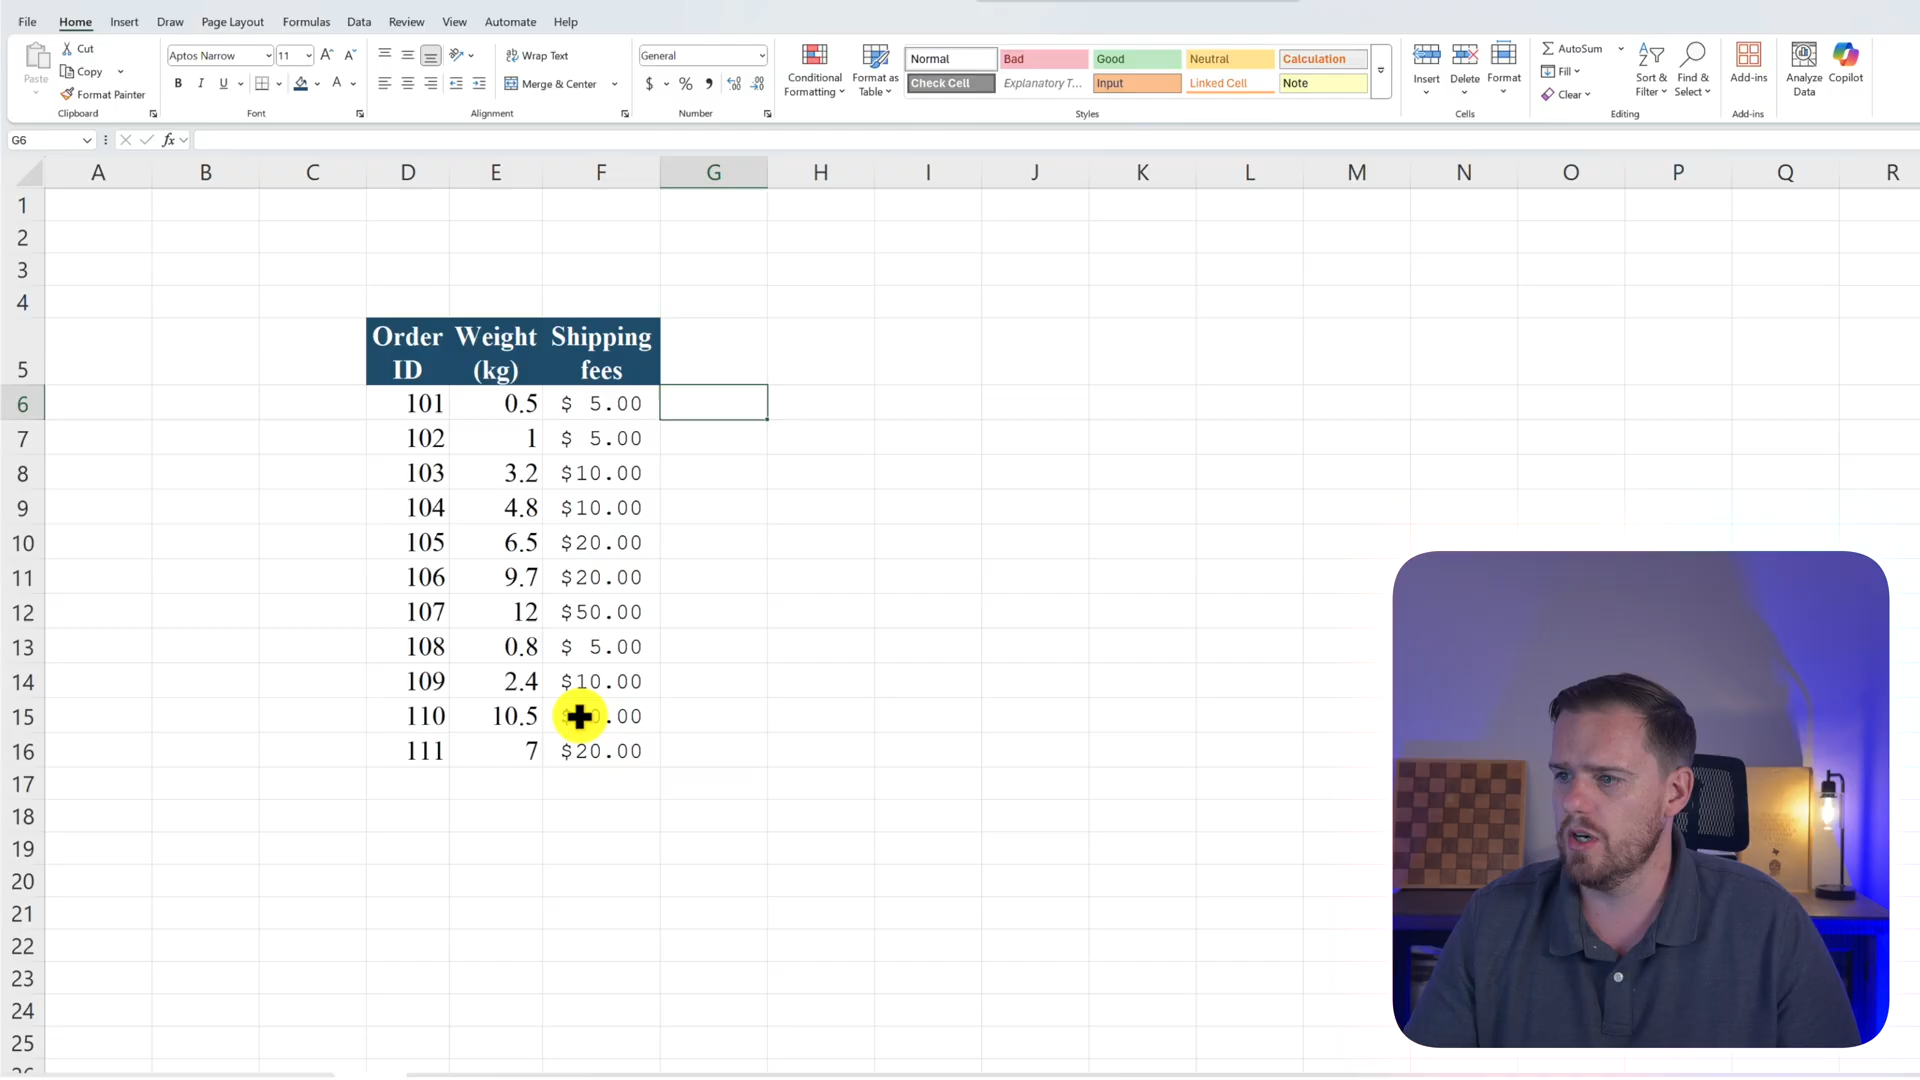 File Home Insert Draw Page Layout Formulas Data Review View Automate Help
Paste
Cut
Copy
Format Painter
Clipboard
Aptos Narrow 11
B I U
Font
Wrap Text
Merge & Center
Alignment
General
$ % ,
Number
Conditional Formatting
Format as Table
Normal Bad Good Neutral Calculation
Check Cell Explanatory T... Input Linked Cell Note
Styles
Insert Delete Format
Cells
AutoSum
Fill
Clear
Sort & Filter
Find & Select
Editing
Add-ins
Add-ins
Analyze Data
Copilot
G6 fx
A B C D E F G H I J K L M N O P Q R
1
2
3
4
5 Order ID Weight (kg) Shipping fees
6 101 0.5 $ 5.00
7 102 1 $ 5.00
8 103 3.2 $10.00
9 104 4.8 $10.00
10 105 6.5 $20.00
11 106 9.7 $20.00
12 107 12 $50.00
13 108 0.8 $ 5.00
14 109 2.4 $10.00
15 110 10.5
16 111 7 $20.00
17
18
19
20
21
22
23
24
25